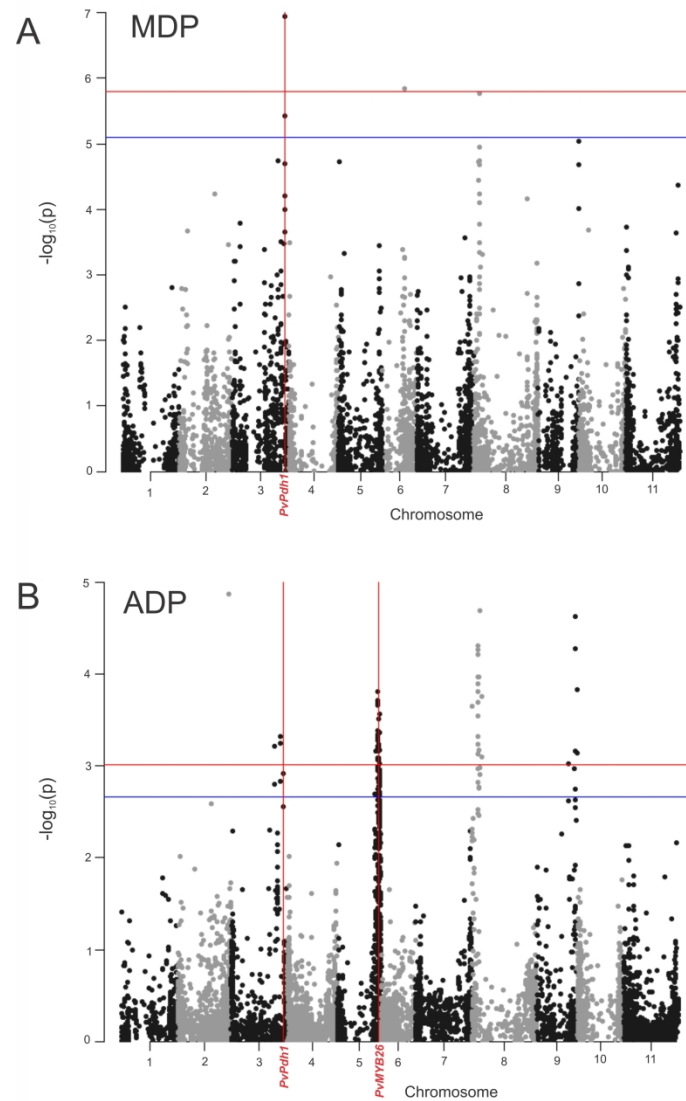 A
MDP
7
6
5
4
3
2
1
0
-log10(p)
1 2 3 PvPdh1 4 5 6 7 8 9 10 11
Chromosome
B
ADP
5
4
3
2
1
0
-log10(p)
1 2 3 PvPdh1 4 5 PvMYB26 6 7 8 9 10 11
Chromosome